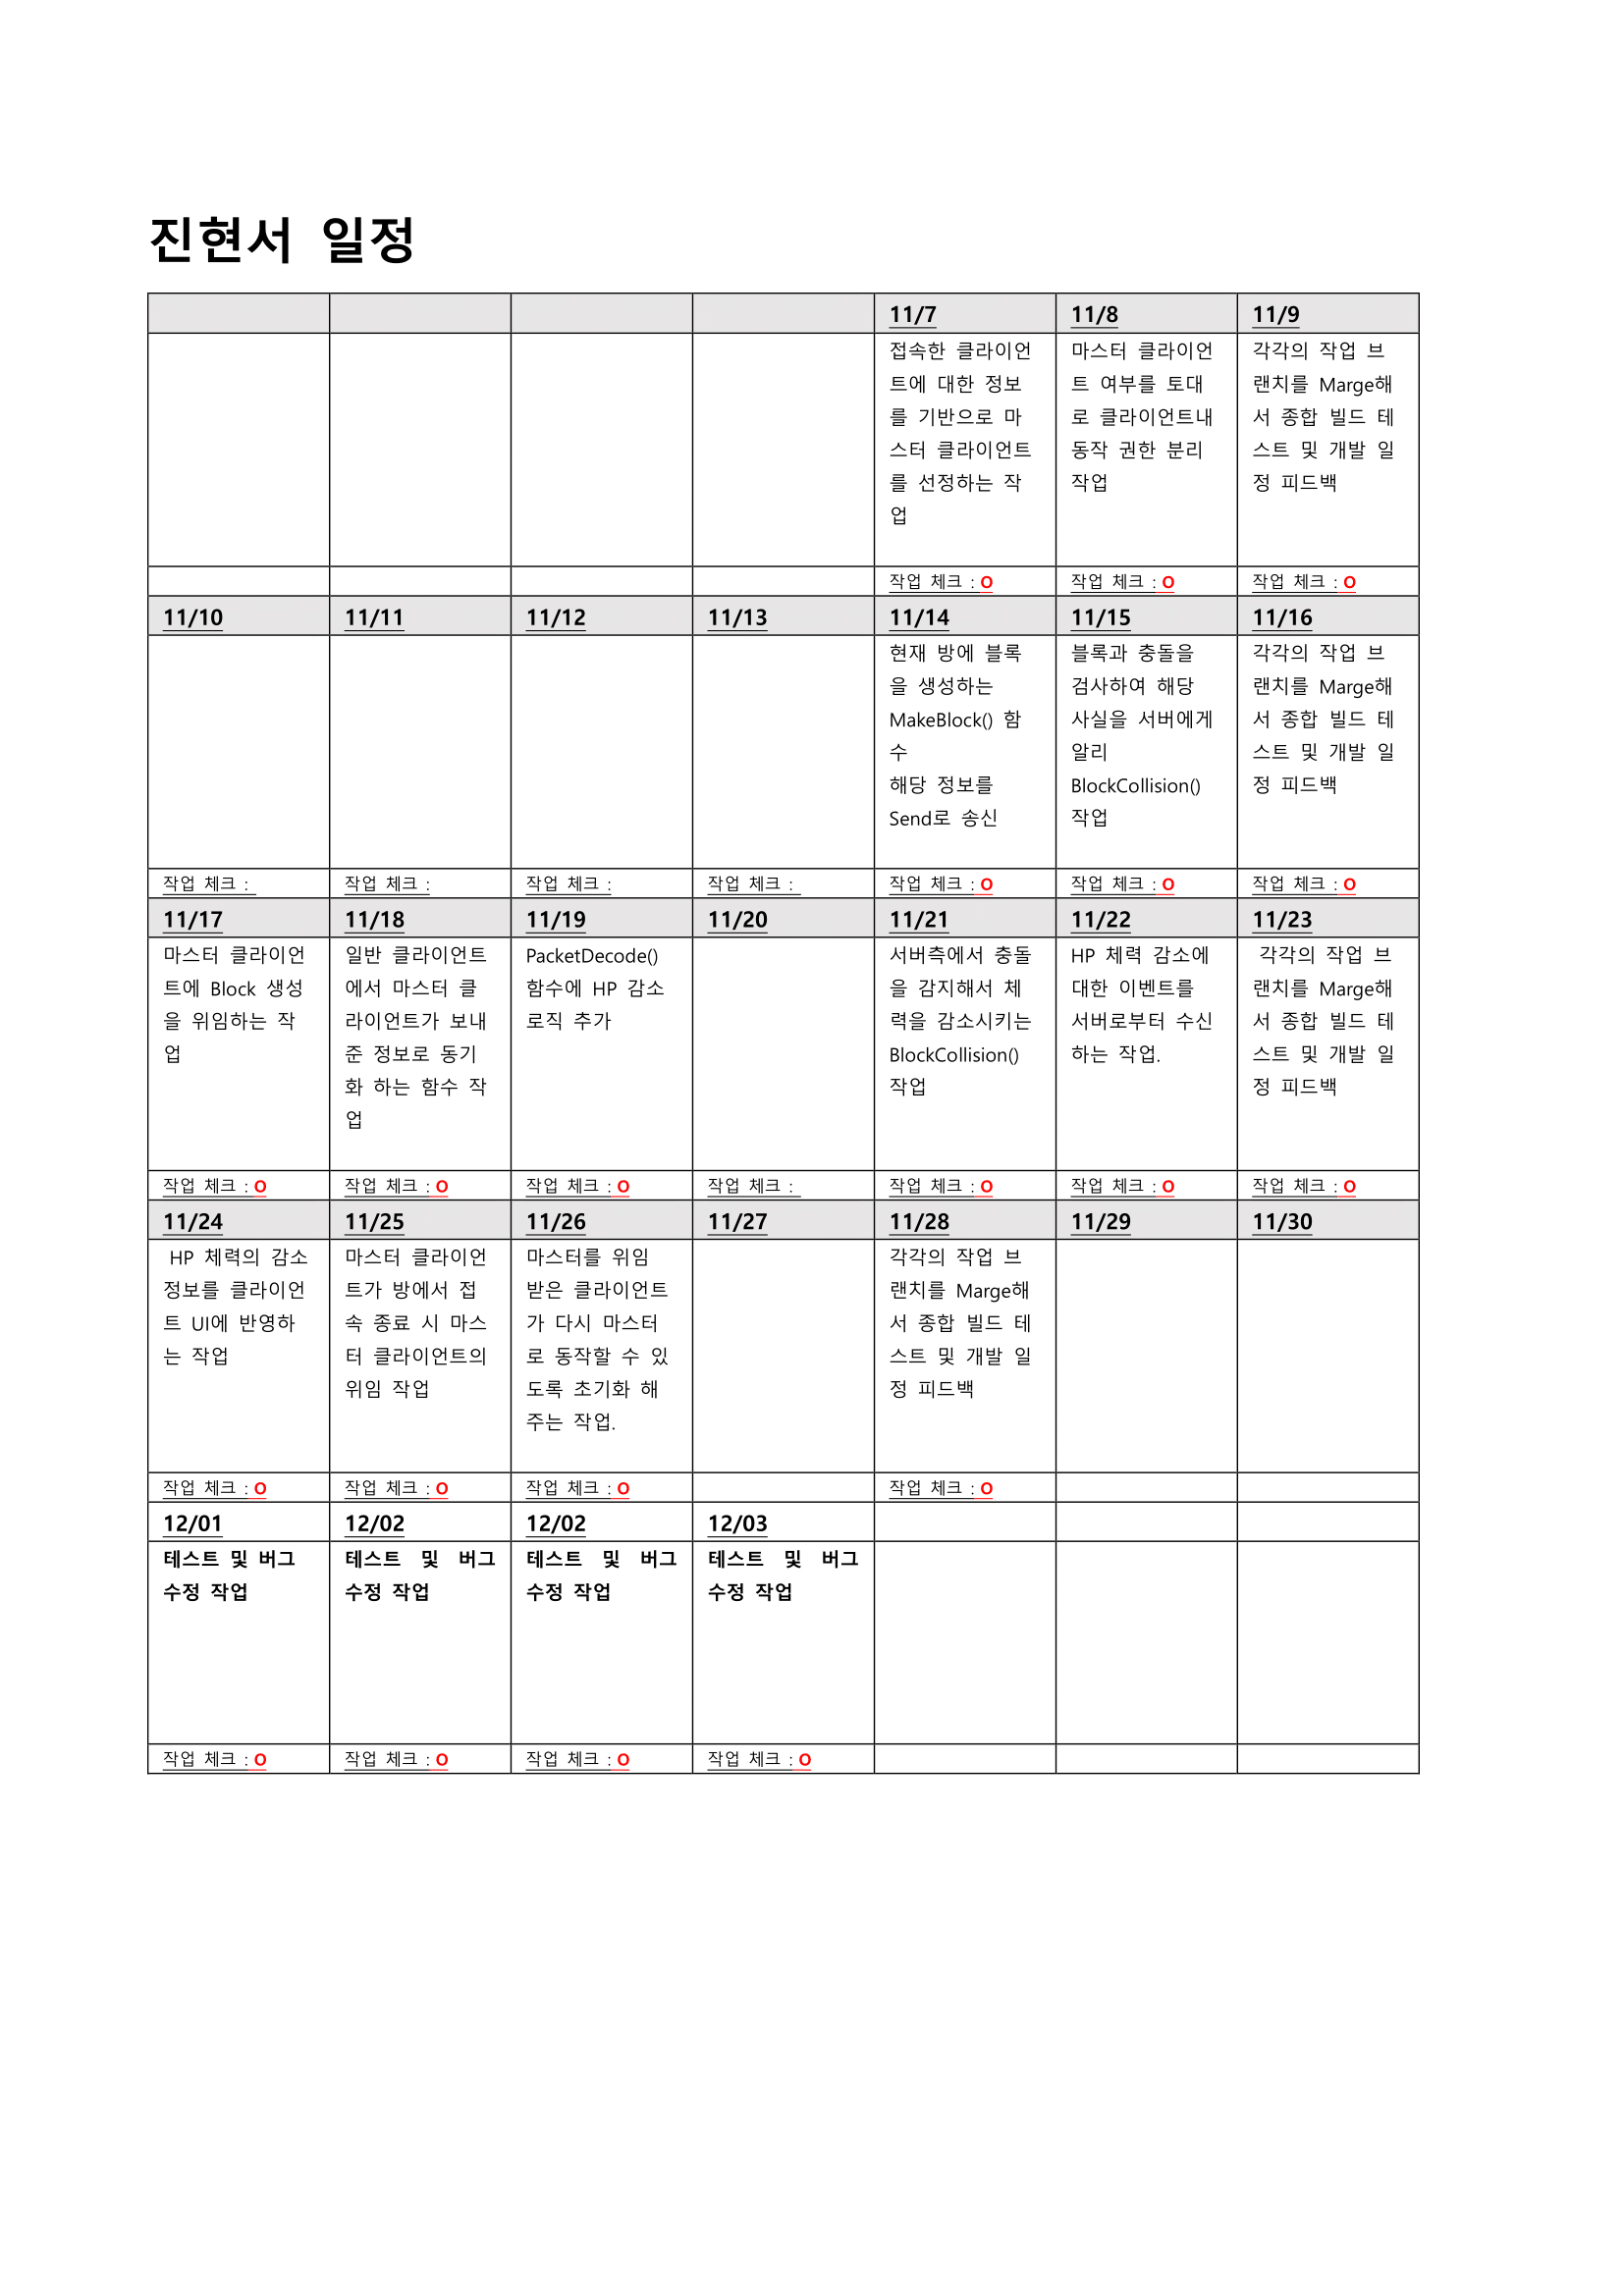 진현서 일정
11/7 11/8 11/9
접속한 클라이언
트에 대한 정보
를 기반으로 마
스터 클라이언트
를 선정하는 작
업
마스터 클라이언
트 여부를 토대
로 클라이언트내
동작 권한 분리
작업
각각의 작업 브
랜치를 Marge해
서 종합 빌드 테
스트 및 개발 일
정 피드백
작업 체크 : O 작업 체크 : O 작업 체크 : O
11/10 11/11 11/12 11/13 11/14 11/15 11/16
현재 방에 블록
을 생성하는
MakeBlock() 함
수
해당 정보를
Send로 송신
블록과 충돌을
검사하여 해당
사실을 서버에게
알리
BlockCollision()
작업
각각의 작업 브
랜치를 Marge해
서 종합 빌드 테
스트 및 개발 일
정 피드백
작업 체크 : 작업 체크 : 작업 체크 : 작업 체크 : 작업 체크 : O 작업 체크 : O 작업 체크 : O
11/17 11/18 11/19 11/20 11/21 11/22 11/23
마스터 클라이언
트에 Block 생성
을 위임하는 작
업
일반 클라이언트
에서 마스터 클
라이언트가 보내
준 정보로 동기
화 하는 함수 작
업
PacketDecode()
함수에 HP 감소
로직 추가
서버측에서 충돌
을 감지해서 체
력을 감소시키는
BlockCollision()
작업
HP 체력 감소에
대한 이벤트를
서버로부터 수신
하는 작업.
각각의 작업 브
랜치를 Marge해
서 종합 빌드 테
스트 및 개발 일
정 피드백
작업 체크 : O 작업 체크 : O 작업 체크 : O 작업 체크 : 작업 체크 : O 작업 체크 : O 작업 체크 : O
11/24 11/25 11/26 11/27 11/28 11/29 11/30
HP 체력의 감소
정보를 클라이언
트 UI에 반영하
는 작업
마스터 클라이언
트가 방에서 접
속 종료 시 마스
터 클라이언트의
위임 작업
마스터를 위임
받은 클라이언트
가 다시 마스터
로 동작할 수 있
도록 초기화 해
주는 작업.
각각의 작업 브
랜치를 Marge해
서 종합 빌드 테
스트 및 개발 일
정 피드백
작업 체크 : O 작업 체크 : O 작업 체크 : O 작업 체크 : O
12/01 12/02 12/02 12/03
테스트 및 버그
수정 작업
테스트 및 버그
수정 작업
테스트 및 버그
수정 작업
테스트 및 버그
수정 작업
작업 체크 : O 작업 체크 : O 작업 체크 : O 작업 체크 : O